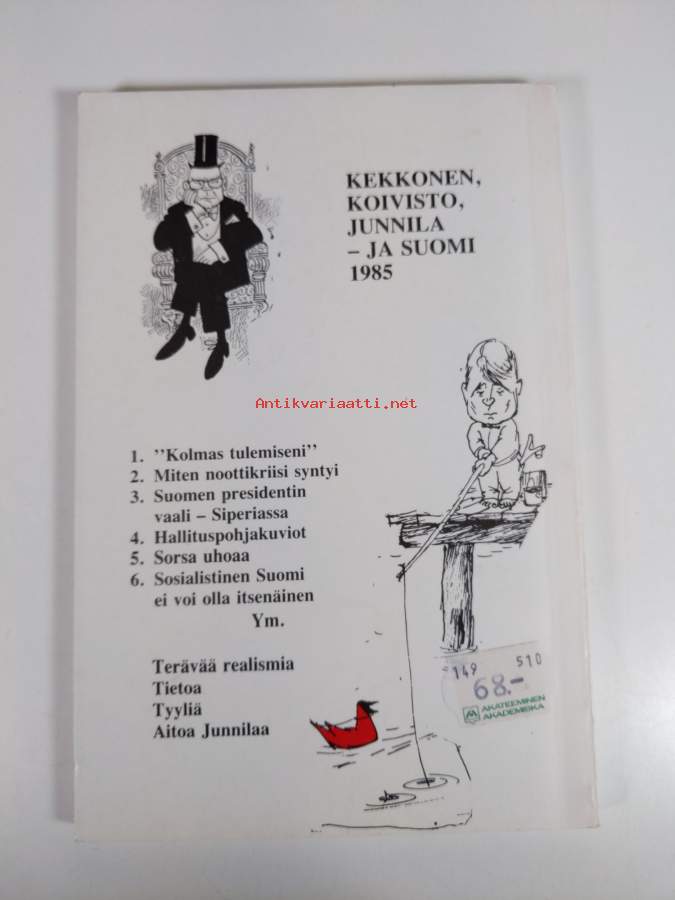 KEKKONEN,
KOIVISTO,
JUNNILA
– JA SUOMI
1985
Antikvariaatti.net
1. ”Kolmas tulemiseni”
2. Miten noottikriisi syntyi
3. Suomen presidentin
vaali – Siperiassa
4. Hallituspohjakuviot
5. Sorsa uhoaa
6. Sosialistinen Suomi
ei voi olla itsenäinen
Ym.
Terävää realismia
Tietoa
Tyyliä
Aitoa Junnilaa
149 510
68.-
AKATEEMINEN
AKADEMISKA